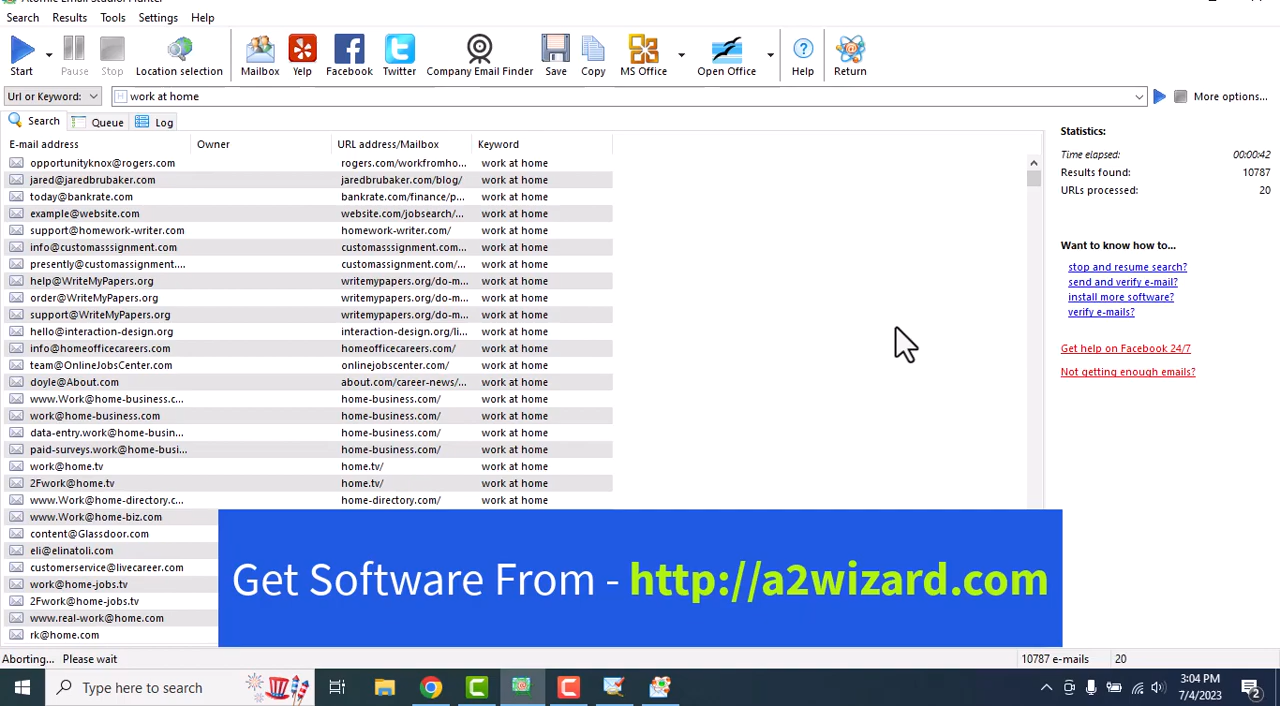 Atomic Email Studio Hunter
Search Results Tools Settings Help
Start Pause Stop Location selection Mailbox Yelp Facebook Twitter Company Email Finder Save Copy MS Office Open Office Help Return
Url or Keyword: work at home More options...
Search Queue Log
E-mail address Owner URL address/Mailbox Keyword
opportunityknox@rogers.com rogers.com/workfromho... work at home
jared@jaredbrubaker.com jaredbrubaker.com/blog/ work at home
today@bankrate.com bankrate.com/finance/p... work at home
example@website.com website.com/jobsearch/... work at home
support@homework-writer.com homework-writer.com/ work at home
info@customasssignment.com customasssignment.com... work at home
presently@customassignment.... customassignment.com/... work at home
help@WriteMyPapers.org writemypapers.org/do-m... work at home
order@WriteMyPapers.org writemypapers.org/do-m... work at home
support@WriteMyPapers.org writemypapers.org/do-m... work at home
hello@interaction-design.org interaction-design.org/li... work at home
info@homeofficecareers.com homeofficecareers.com/ work at home
team@OnlineJobsCenter.com onlinejobscenter.com/ work at home
doyle@About.com about.com/career-news/... work at home
www.Work@home-business.c... home-business.com/ work at home
work@home-business.com home-business.com/ work at home
data-entry.work@home-busin... home-business.com/ work at home
paid-surveys.work@home-busi... home-business.com/ work at home
work@home.tv home.tv/ work at home
2Fwork@home.tv home.tv/ work at home
www.Work@home-directory.c... home-directory.com/ work at home
www.Work@home-biz.com
content@Glassdoor.com
eli@elinatoli.com
customerservice@livecareer.com
work@home-jobs.tv
2Fwork@home-jobs.tv
www.real-work@home.com
rk@home.com
Statistics:
Time elapsed: 00:00:42
Results found: 10787
URLs processed: 20
Want to know how to...
stop and resume search?
send and verify e-mail?
install more software?
verify e-mails?
Get help on Facebook 24/7
Not getting enough emails?
Get Software From - http://a2wizard.com
Aborting... Please wait 10787 e-mails 20
Type here to search
3:04 PM
7/4/2023
2